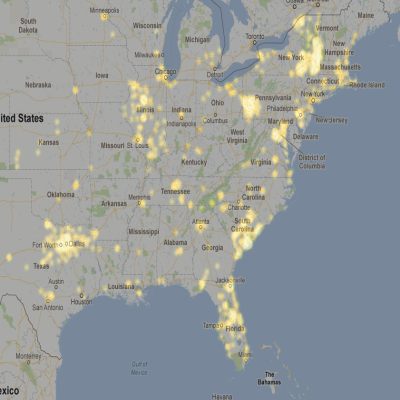 Ottawa
Maine
Minneapolis
Vermont
South
Dakota
Wisconsin
New
Hampshire
Michigan
Toronto
Milwaukee
New York
Massachusetts
Detroit
Chicago
Iowa
Connecticut
Rhode Island
Nebraska
New York
Pennsylvania
Ohio
Illinois
Indiana
Philadelphia
Indianapolis
Columbus
Maryland
New Jersey
United States
West
Virginia
Delaware
Kansas
Missouri
St. Louis
District of
Columbia
Kentucky
Virginia
Oklahoma
Tennessee
North
Carolina
Memphis
Arkansas
Charlotte
Atlanta
South
Carolina
Mississippi
Alabama
Georgia
Fort Worth
Dallas
Texas
Jacksonville
Austin
Louisiana
Houston
San Antonio
Tampa
Florida
Monterrey
Gulf of
Mexico
Miami
The
Bahamas
Mexico
Havana